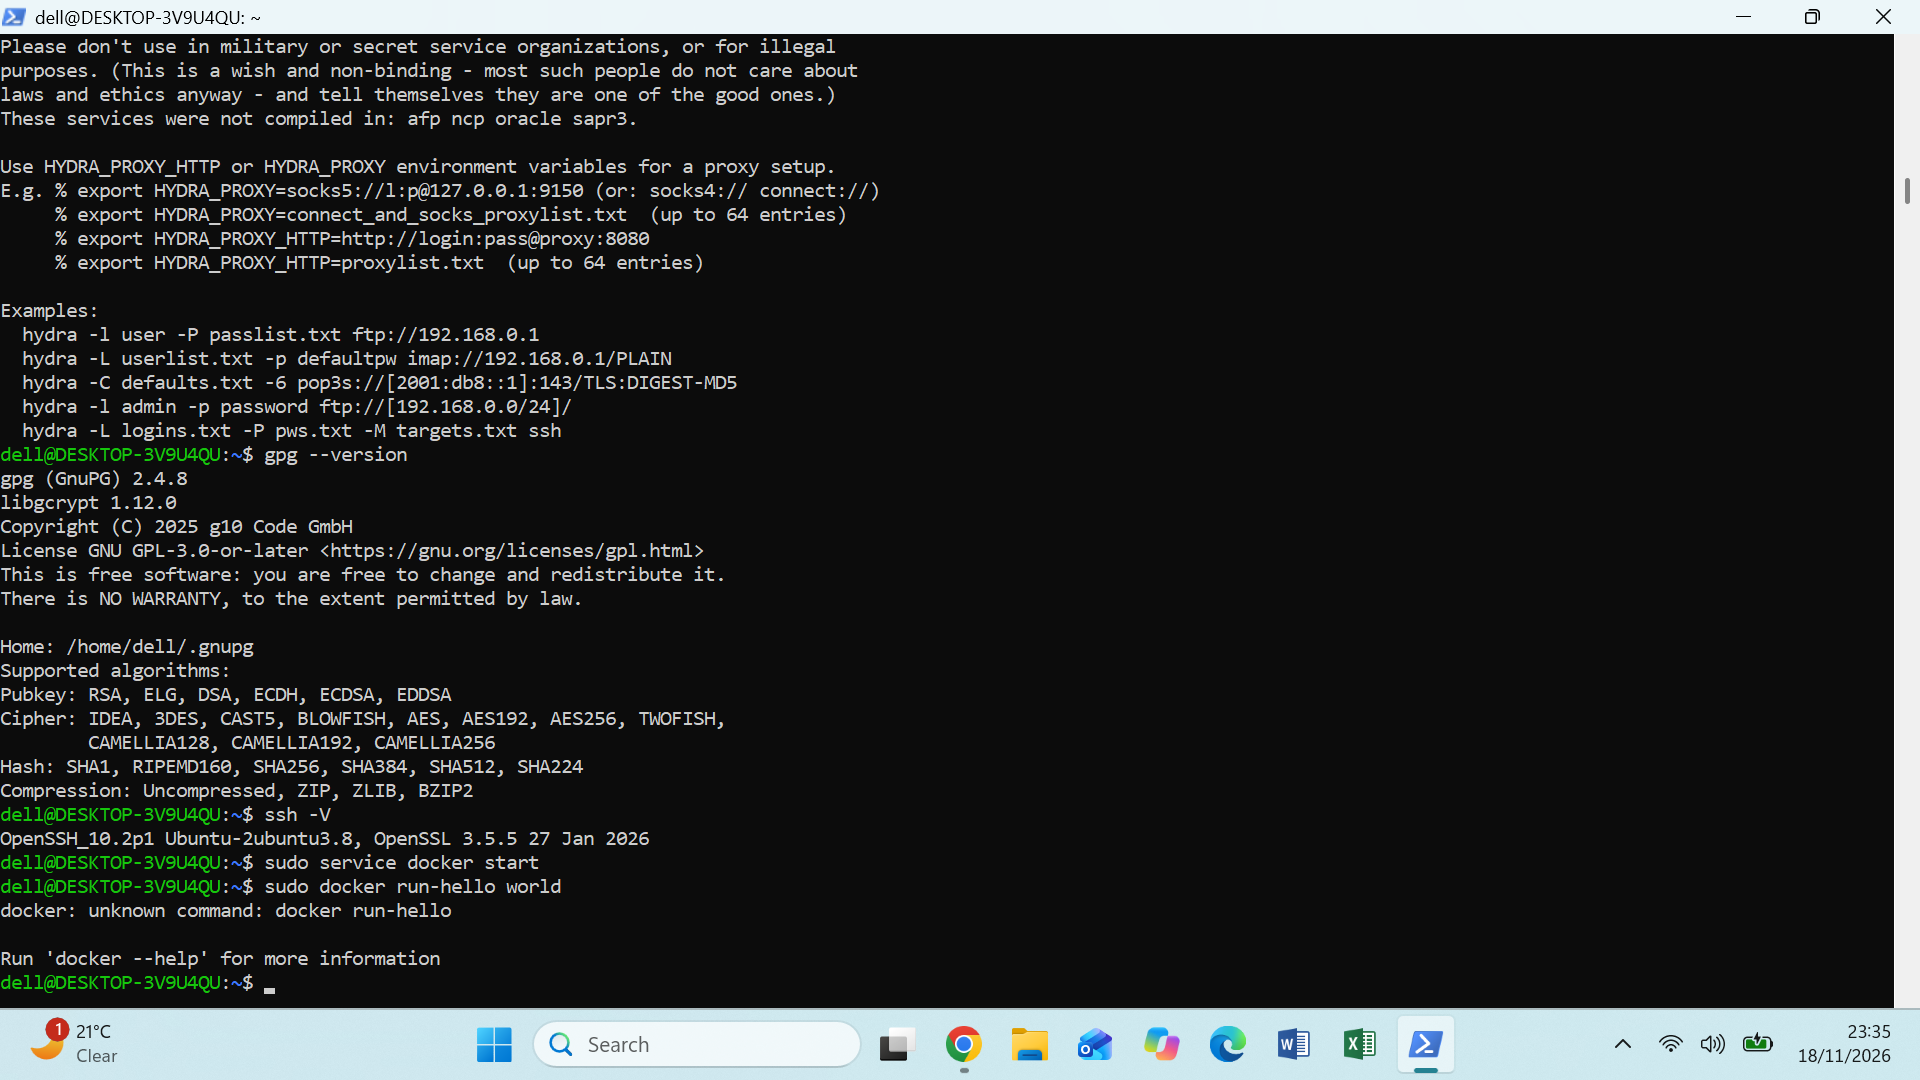 dell@DESKTOP-3V9U4QU: ~
Please don't use in military or secret service organizations, or for illegal
purposes. (This is a wish and non-binding - most such people do not care about
laws and ethics anyway - and tell themselves they are one of the good ones.)
These services were not compiled in: afp ncp oracle sapr3.
Use HYDRA_PROXY_HTTP or HYDRA_PROXY environment variables for a proxy setup.
E.g. % export HYDRA_PROXY=socks5://l:p@127.0.0.1:9150 (or: socks4:// connect://)
     % export HYDRA_PROXY=connect_and_socks_proxylist.txt  (up to 64 entries)
     % export HYDRA_PROXY_HTTP=http://login:pass@proxy:8080
     % export HYDRA_PROXY_HTTP=proxylist.txt  (up to 64 entries)
Examples:
  hydra -l user -P passlist.txt ftp://192.168.0.1
  hydra -L userlist.txt -p defaultpw imap://192.168.0.1/PLAIN
  hydra -C defaults.txt -6 pop3s://[2001:db8::1]:143/TLS:DIGEST-MD5
  hydra -l admin -p password ftp://[192.168.0.0/24]/
  hydra -L logins.txt -P pws.txt -M targets.txt ssh
dell@DESKTOP-3V9U4QU:~$ gpg --version
gpg (GnuPG) 2.4.8
libgcrypt 1.12.0
Copyright (C) 2025 g10 Code GmbH
License GNU GPL-3.0-or-later <https://gnu.org/licenses/gpl.html>
This is free software: you are free to change and redistribute it.
There is NO WARRANTY, to the extent permitted by law.
Home: /home/dell/.gnupg
Supported algorithms:
Pubkey: RSA, ELG, DSA, ECDH, ECDSA, EDDSA
Cipher: IDEA, 3DES, CAST5, BLOWFISH, AES, AES192, AES256, TWOFISH,
        CAMELLIA128, CAMELLIA192, CAMELLIA256
Hash: SHA1, RIPEMD160, SHA256, SHA384, SHA512, SHA224
Compression: Uncompressed, ZIP, ZLIB, BZIP2
dell@DESKTOP-3V9U4QU:~$ ssh -V
OpenSSH_10.2p1 Ubuntu-2ubuntu3.8, OpenSSL 3.5.5 27 Jan 2026
dell@DESKTOP-3V9U4QU:~$ sudo service docker start
dell@DESKTOP-3V9U4QU:~$ sudo docker run-hello world
docker: unknown command: docker run-hello
Run 'docker --help' for more information
dell@DESKTOP-3V9U4QU:~$
1
21°C
Clear
Search
23:35
18/11/2026